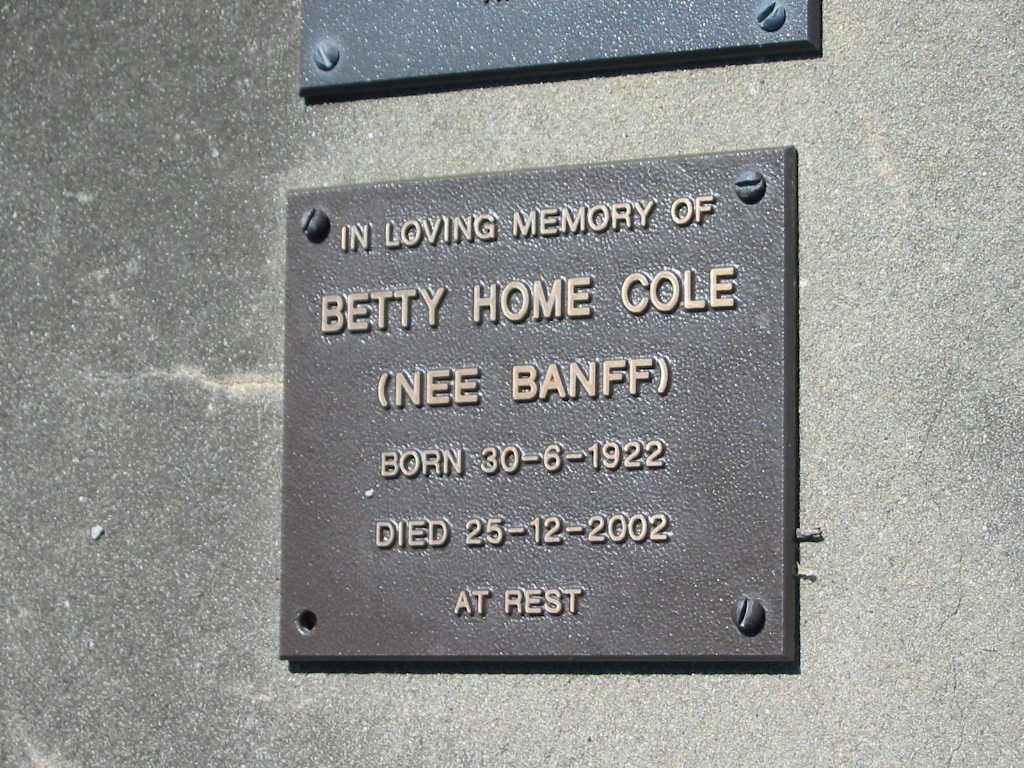 IN LOVING MEMORY OF
BETTY HOME COLE
(NEE BANFF)
BORN 30-6-1922
DIED 25-12-2002
AT REST